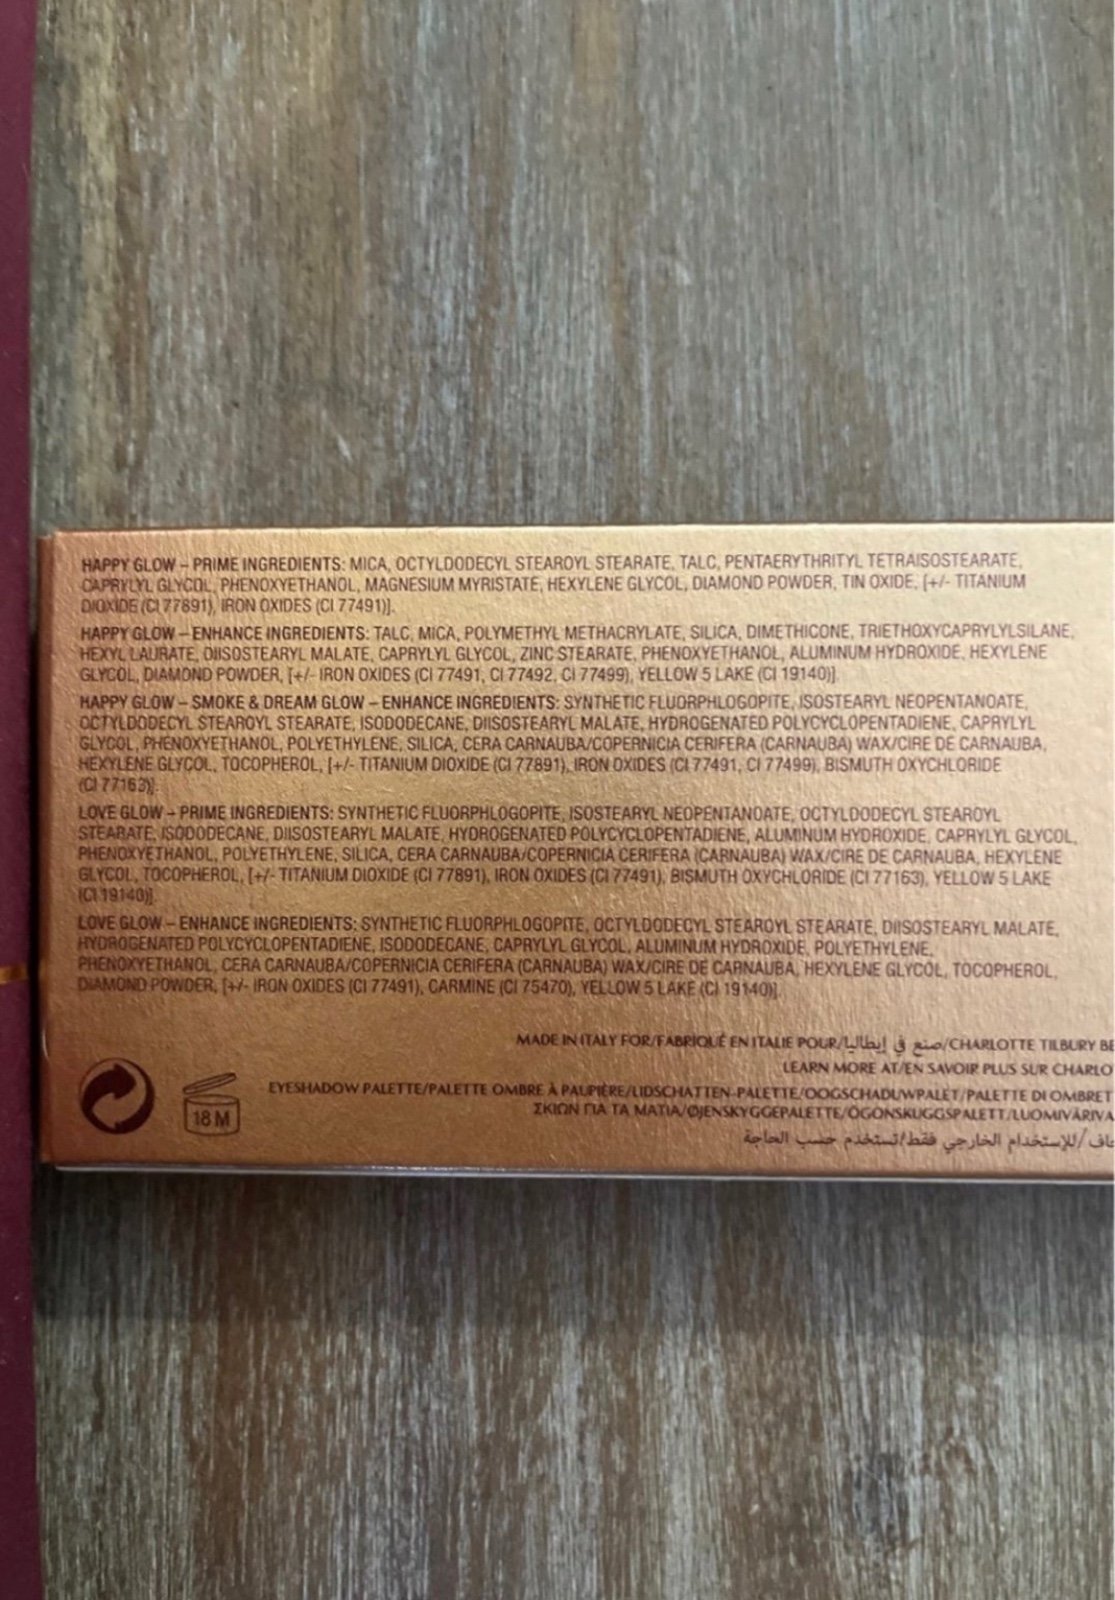 HAPPY GLOW – PRIME INGREDIENTS: MICA, OCTYLDODECYL STEAROYL STEARATE, TALC, PENTAERYTHRITYL TETRAISOSTEARATE,
CAPRYLYL GLYCOL, PHENOXYETHANOL, MAGNESIUM MYRISTATE, HEXYLENE GLYCOL, DIAMOND POWDER, TIN OXIDE, [+/- TITANIUM
DIOXIDE (CI 77891), IRON OXIDES (CI 77491)].
HAPPY GLOW – ENHANCE INGREDIENTS: TALC, MICA, POLYMETHYL METHACRYLATE, SILICA, DIMETHICONE, TRIETHOXYCAPRYLYLSILANE,
HEXYL LAURATE, DIISOSTEARYL MALATE, CAPRYLYL GLYCOL, ZINC STEARATE, PHENOXYETHANOL, ALUMINUM HYDROXIDE, HEXYLENE
GLYCOL, DIAMOND POWDER, [+/- IRON OXIDES (CI 77491, CI 77492, CI 77499), YELLOW 5 LAKE (CI 19140)].
HAPPY GLOW – SMOKE & DREAM GLOW – ENHANCE INGREDIENTS: SYNTHETIC FLUORPHLOGOPITE, ISOSTEARYL NEOPENTANOATE,
OCTYLDODECYL STEAROYL STEARATE, ISODODECANE, DIISOSTEARYL MALATE, HYDROGENATED POLYCYCLOPENTADIENE, CAPRYLYL
GLYCOL, PHENOXYETHANOL, POLYETHYLENE, SILICA, CERA CARNAUBA/COPERNICIA CERIFERA (CARNAUBA) WAX/CIRE DE CARNAUBA,
HEXYLENE GLYCOL, TOCOPHEROL, [+/- TITANIUM DIOXIDE (CI 77891), IRON OXIDES (CI 77491, CI 77499), BISMUTH OXYCHLORIDE
(CI 77163)].
LOVE GLOW – PRIME INGREDIENTS: SYNTHETIC FLUORPHLOGOPITE, ISOSTEARYL NEOPENTANOATE, OCTYLDODECYL STEAROYL
STEARATE, ISODODECANE, DIISOSTEARYL MALATE, HYDROGENATED POLYCYCLOPENTADIENE, ALUMINUM HYDROXIDE, CAPRYLYL GLYCOL,
PHENOXYETHANOL, POLYETHYLENE, SILICA, CERA CARNAUBA/COPERNICIA CERIFERA (CARNAUBA) WAX/CIRE DE CARNAUBA, HEXYLENE
GLYCOL, TOCOPHEROL, [+/- TITANIUM DIOXIDE (CI 77891), IRON OXIDES (CI 77491), BISMUTH OXYCHLORIDE (CI 77163), YELLOW 5 LAKE
(CI 19140)].
LOVE GLOW – ENHANCE INGREDIENTS: SYNTHETIC FLUORPHLOGOPITE, OCTYLDODECYL STEAROYL STEARATE, DIISOSTEARYL MALATE,
HYDROGENATED POLYCYCLOPENTADIENE, ISODODECANE, CAPRYLYL GLYCOL, ALUMINUM HYDROXIDE, POLYETHYLENE,
PHENOXYETHANOL, CERA CARNAUBA/COPERNICIA CERIFERA (CARNAUBA) WAX/CIRE DE CARNAUBA, HEXYLENE GLYCOL, TOCOPHEROL,
DIAMOND POWDER, [+/- IRON OXIDES (CI 77491), CARMINE (CI 75470), YELLOW 5 LAKE (CI 19140)].
MADE IN ITALY FOR/FABRIQUÉ EN ITALIE POUR/صنع في إيطاليا/CHARLOTTE TILBURY BE
LEARN MORE AT/EN SAVOIR PLUS SUR CHARLO
EYESHADOW PALETTE/PALETTE OMBRE À PAUPIÈRE/LIDSCHATTEN-PALETTE/OOGSCHADUWPALET/PALETTE DI OMBRET
ΣΚΙΩΝ ΓΙΑ ΤΑ ΜΑΤΙΑ/ØJENSKYGGEPALETTE/ÖGONSKUGGSPALETT/LUOMIVÄRIVA
18 M
جاف/للإستخدام الخارجي فقط/تستخدم حسب الحاجة